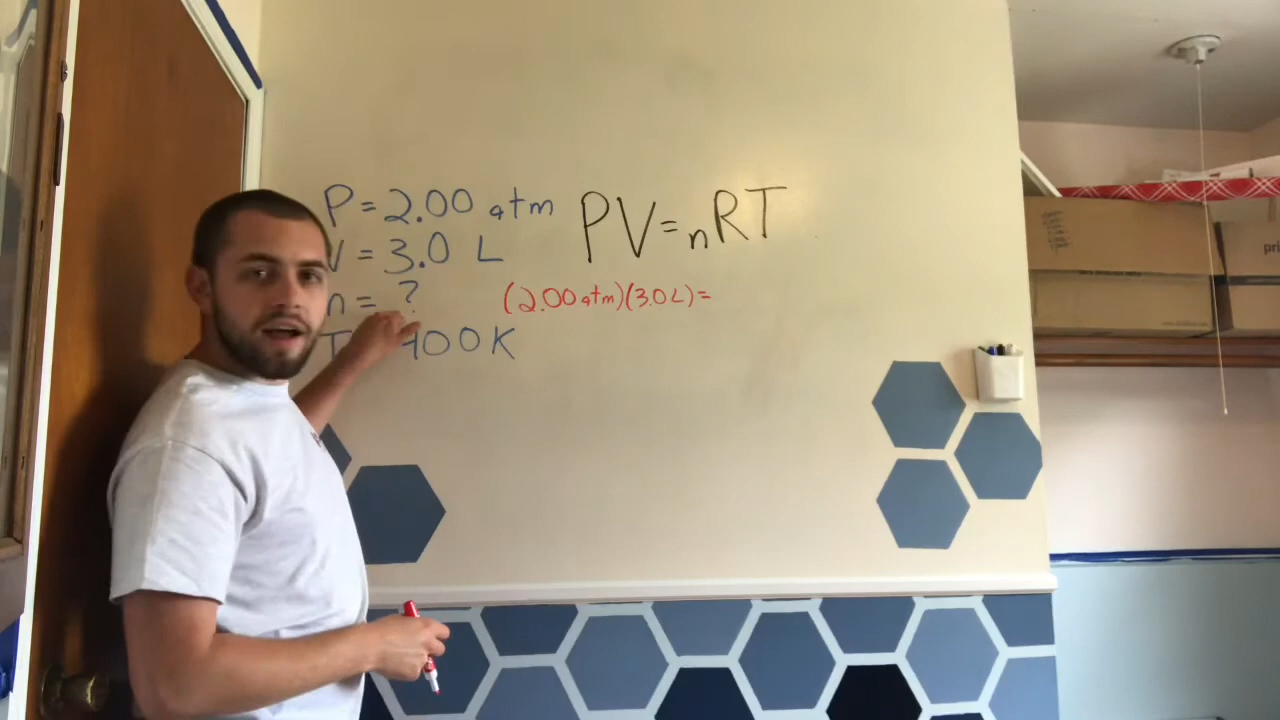 P = 2.00 atm
V = 3.0 L
n = ?
T 400 K
PV = nRT
(2.00 atm)(3.0 L) =